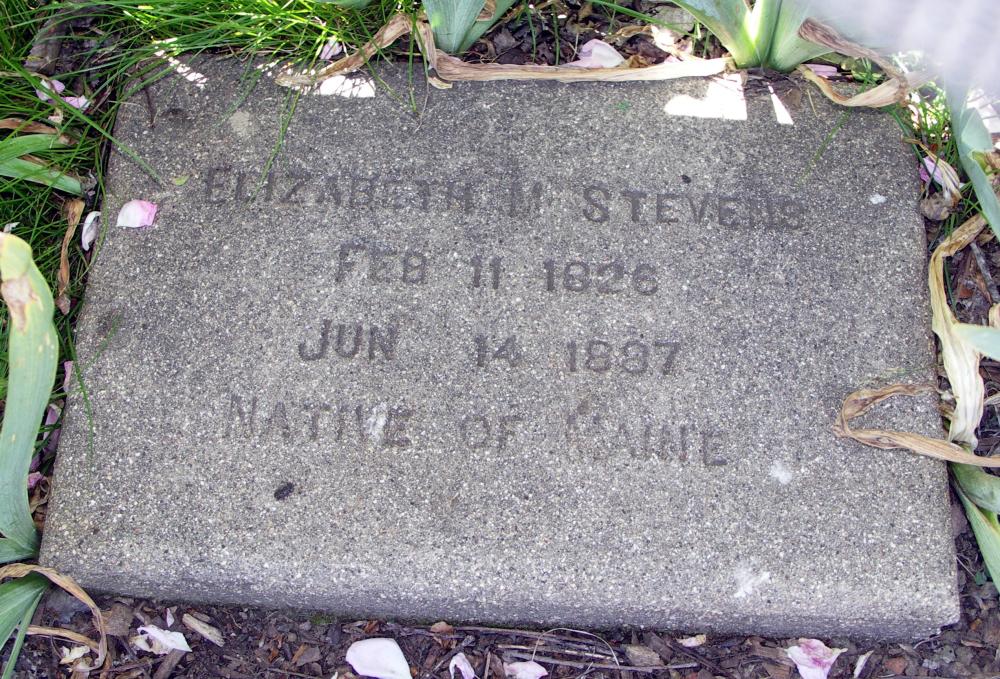 ELIZABETH M STEVENS
FEB 11 1826
JUN 14 1887
NATIVE OF MAINE